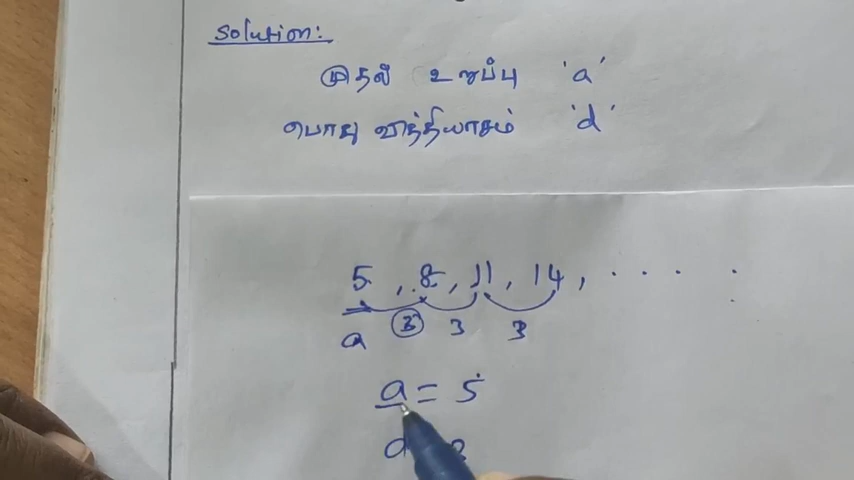 Solution:-
முதல் உறுப்பு 'a'
பொது வித்தியாசம் 'd'
5, 8, 11, 14, . . . .
a 3 3 3
a = 5
d